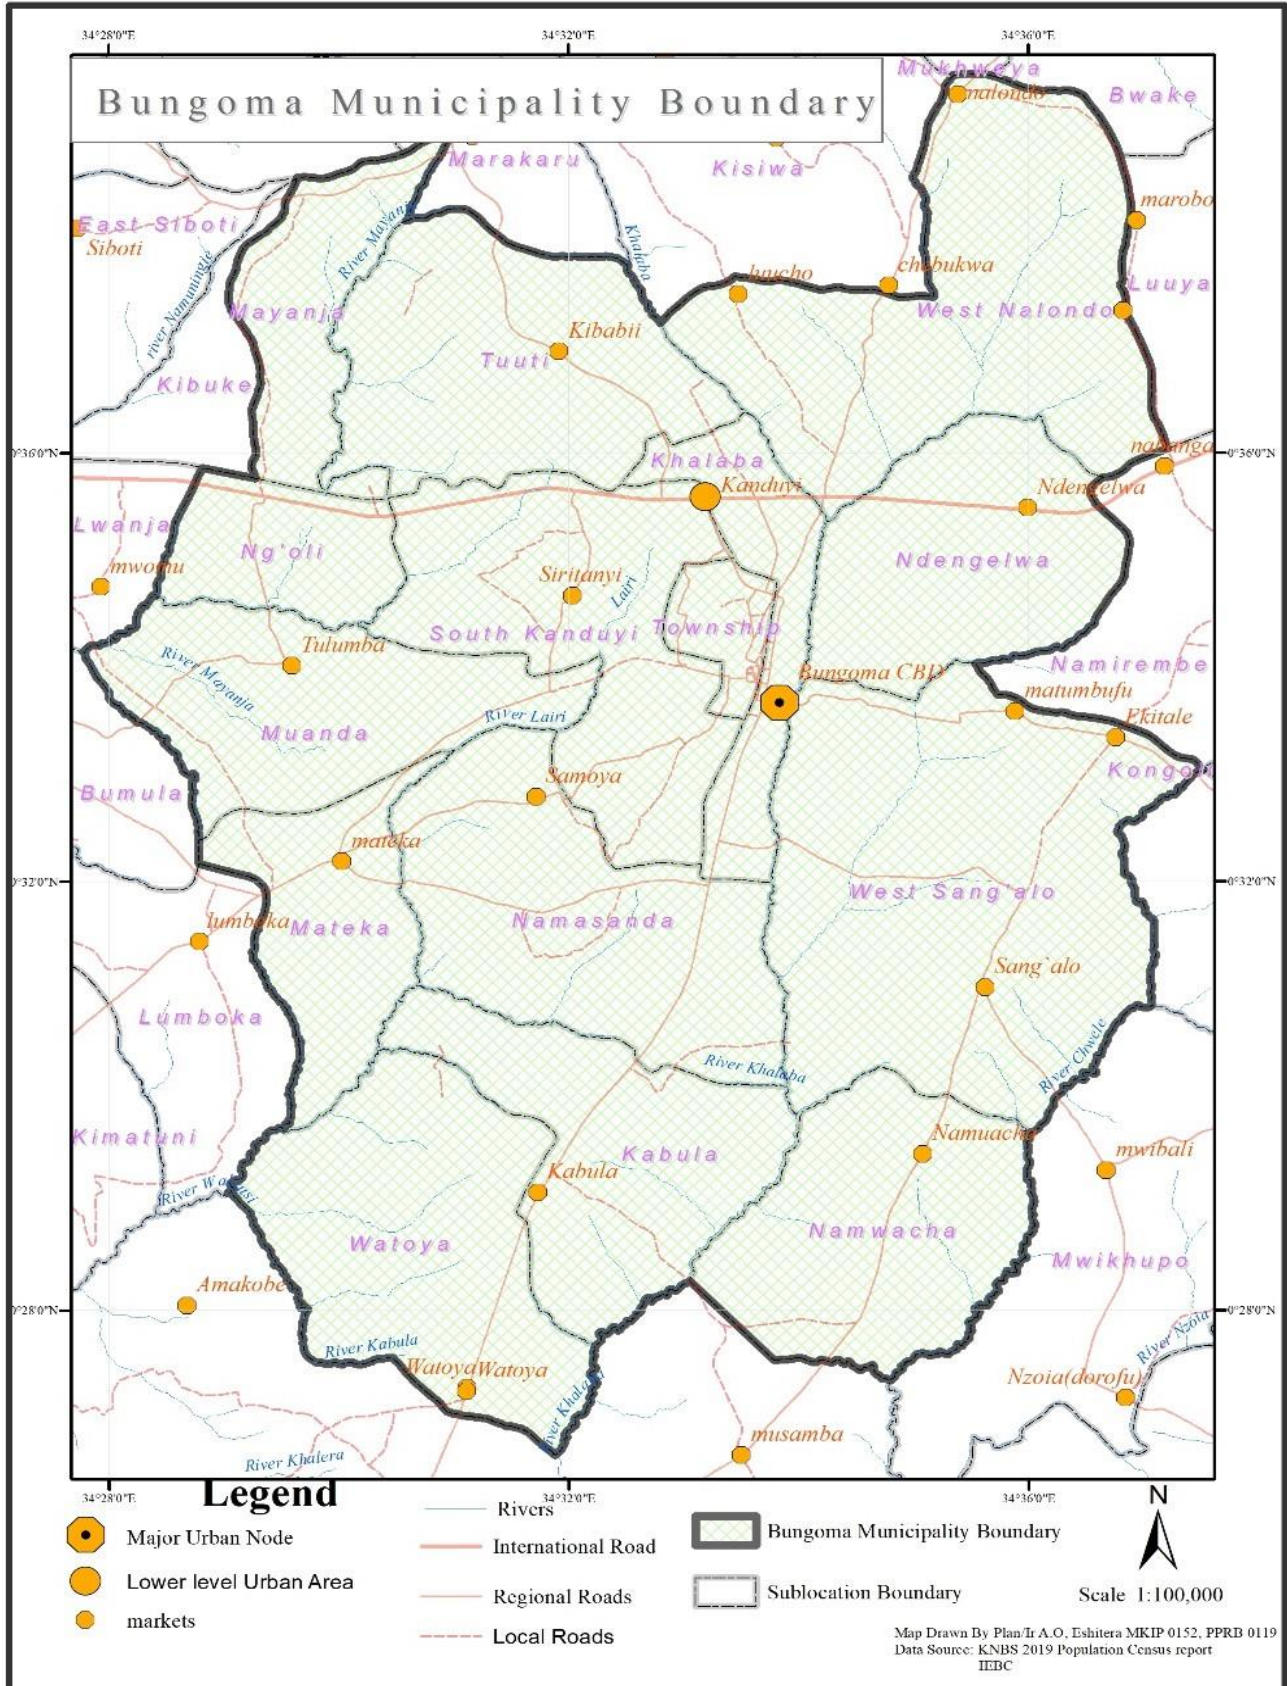 34°28'0"E 34°32'0"E 34°36'0"E
Bungoma Municipality Boundary
Mukhweya
nalondo
Bwake
Marakaru
Kisiwa
marobo
East Siboti
Siboti
River Mayanja
Khalaba
river Namuningie
luucho
chebukwa
Luuya
West Nalondo
Mayanja
Kibabii
Tuuti
Kibuke
0°36'0"N
Khalaba
Kanduyi
Ndengelwa
Lwanja
Ng'oli
Ndengelwa
Siritanyi
Lairi
South Kanduyi
Township
Tulumba
River Mayanja
Bungoma CBD
Namirembe
matumbufu
Ekitale
River Lairi
Muanda
Samoya
Bumula
mateka
0°32'0"N
West Sang'alo
lumboka
Mateka
Namasanda
Sang`alo
Lumboka
River Chwele
River Khalaba
Kimatuni
Kabula
Namuacha
mwibali
Kabula
Watoya
Namwacha
Mwikhupo
Amakobe
0°28'0"N
River Nzoia
River Kabula
Watoya Watoya
Nzoia(dorofu)
musamba
River Khalaba
River Khalera
34°28'0"E 34°32'0"E 34°36'0"E
Legend
Major Urban Node
Lower level Urban Area
markets
Rivers
International Road
Regional Roads
Local Roads
Bungoma Municipality Boundary
Sublocation Boundary
N
Scale 1:100,000
Map Drawn By Plan/Ir A.O, Eshitera MKIP 0152, PPRB 0119
Data Source: KNBS 2019 Population Census report
IEBC